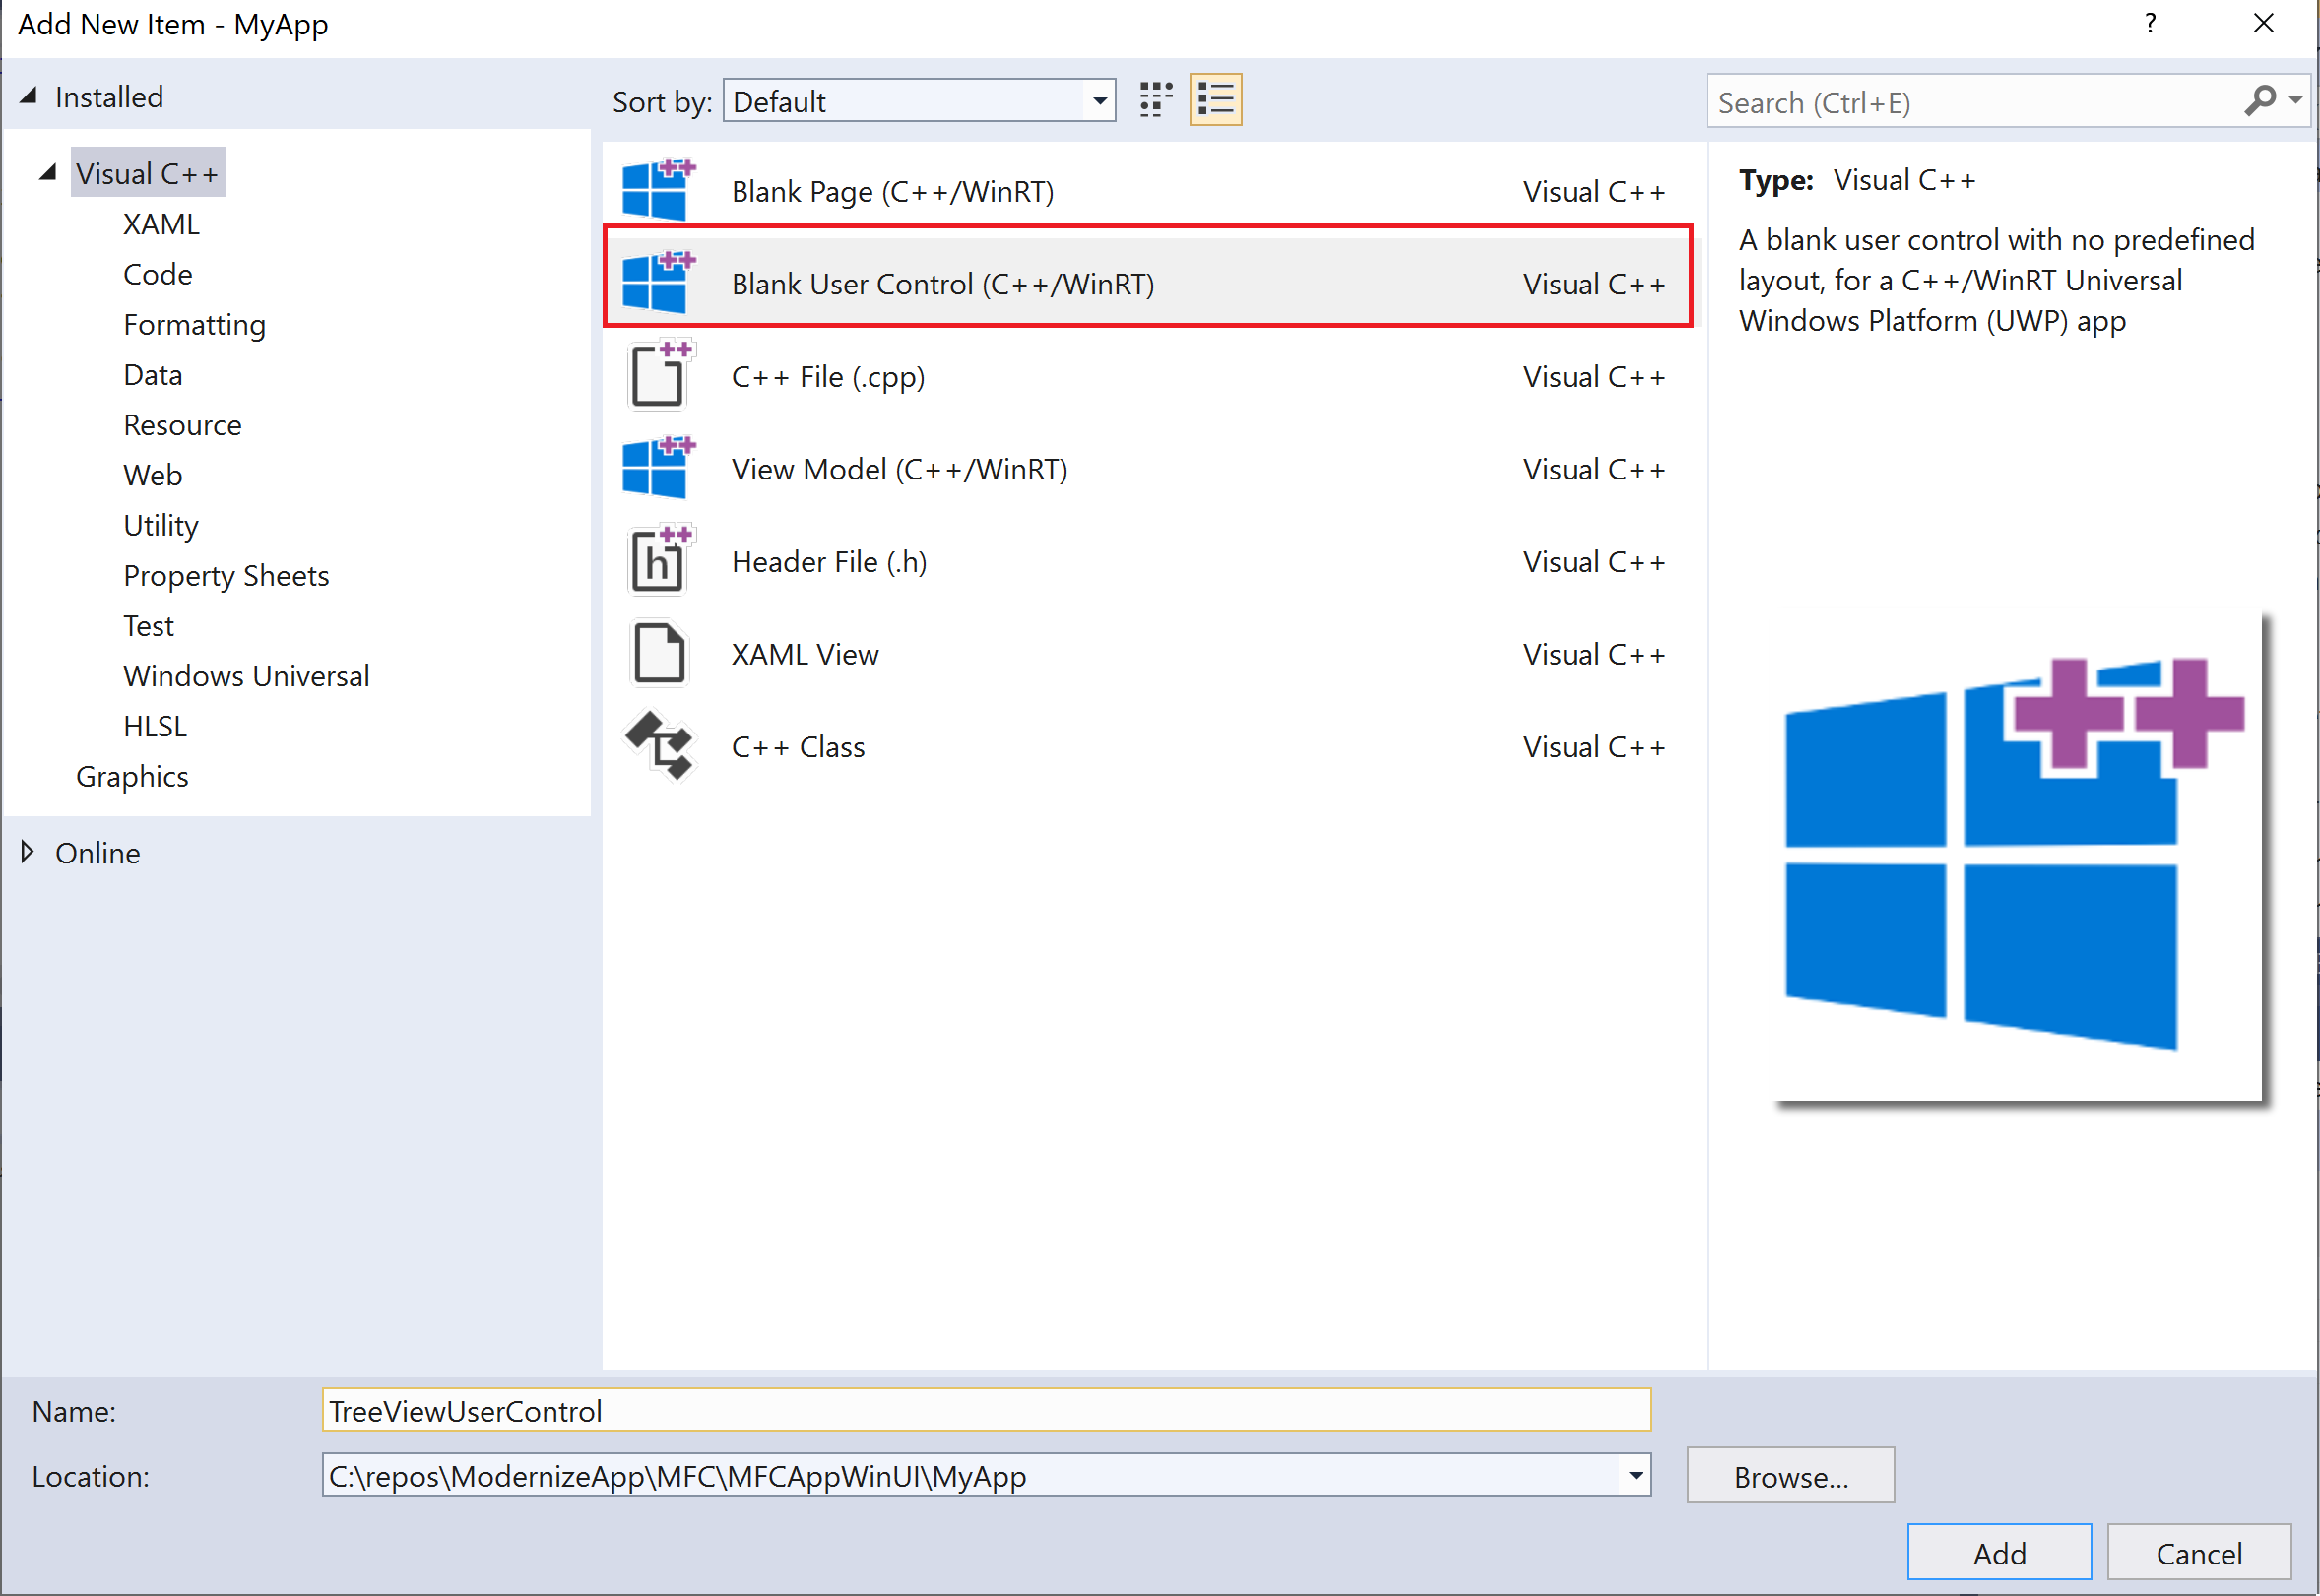 Add New Item - MyApp
?
Installed
Sort by: Default
Search (Ctrl+E)
Visual C++
XAML
Code
Formatting
Data
Resource
Web
Utility
Property Sheets
Test
Windows Universal
HLSL
Graphics
Online
Blank Page (C++/WinRT) Visual C++
Blank User Control (C++/WinRT) Visual C++
C++ File (.cpp) Visual C++
View Model (C++/WinRT) Visual C++
h Header File (.h) Visual C++
XAML View Visual C++
C++ Class Visual C++
Type: Visual C++
A blank user control with no predefined
layout, for a C++/WinRT Universal
Windows Platform (UWP) app
Name: TreeViewUserControl
Location: C:\repos\ModernizeApp\MFC\MFCAppWinUI\MyApp
Browse...
Add
Cancel